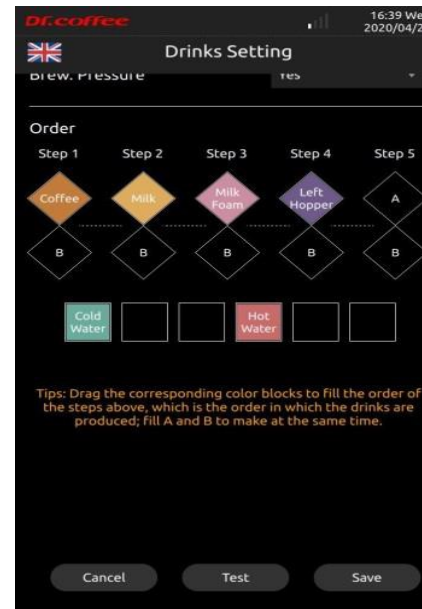 Dr.coffee
16:39 We
2020/04/2
Drinks Setting
Brew. Pressure Yes
Order
Step 1 Step 2 Step 3 Step 4 Step 5
Coffee Milk Milk Foam Left Hopper A
B B B B B
Cold Water Hot Water
Tips: Drag the corresponding color blocks to fill the order of
the steps above, which is the order in which the drinks are
produced; fill A and B to make at the same time.
Cancel Test Save